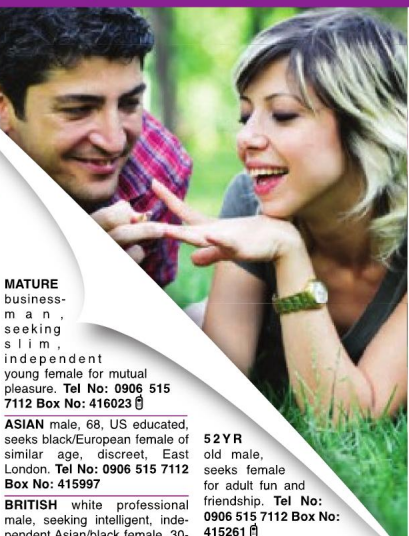 MATURE
business-
man,
seeking
slim,
independent
young female for mutual
pleasure. Tel No: 0906 515
7112 Box No: 416023
ASIAN male, 68, US educated,
seeks black/European female of
similar age, discreet, East
London. Tel No: 0906 515 7112
Box No: 415997
BRITISH white professional
male, seeking intelligent, inde-
pendent Asian/black female, 30-
52YR
old male,
seeks female
for adult fun and
friendship. Tel No:
0906 515 7112 Box No:
415261